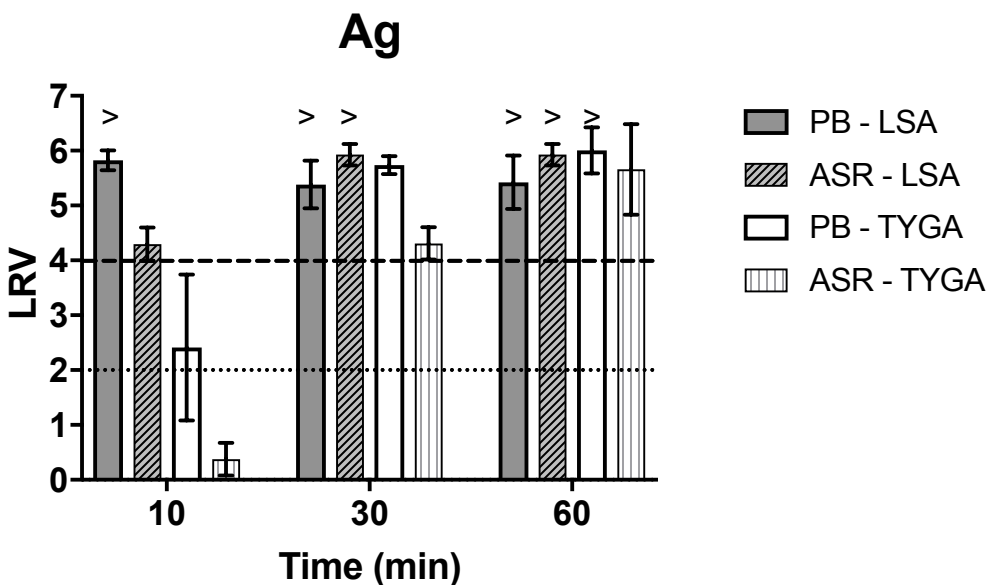 Ag
7
6
5
4
3
2
1
0
LRV
>
> >
> > >
10 30 60
Time (min)
PB - LSA
ASR - LSA
PB - TYGA
ASR - TYGA